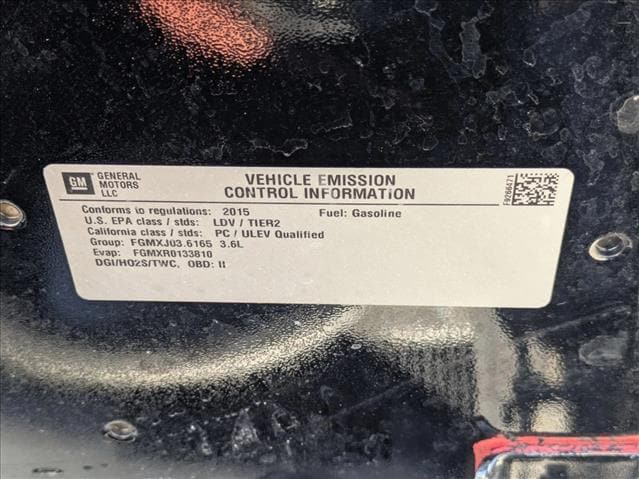 GM
GENERAL
MOTORS
LLC
VEHICLE EMISSION
CONTROL INFORMATION
F9266471
Conforms to regulations: 2015 Fuel: Gasoline
U.S. EPA class / stds: LDV / TIER2
California class / stds: PC / ULEV Qualified
Group: FGMXJ03.6165 3.6L
Evap: FGMXR0133810
DGI/HO2S/TWC, OBD: II